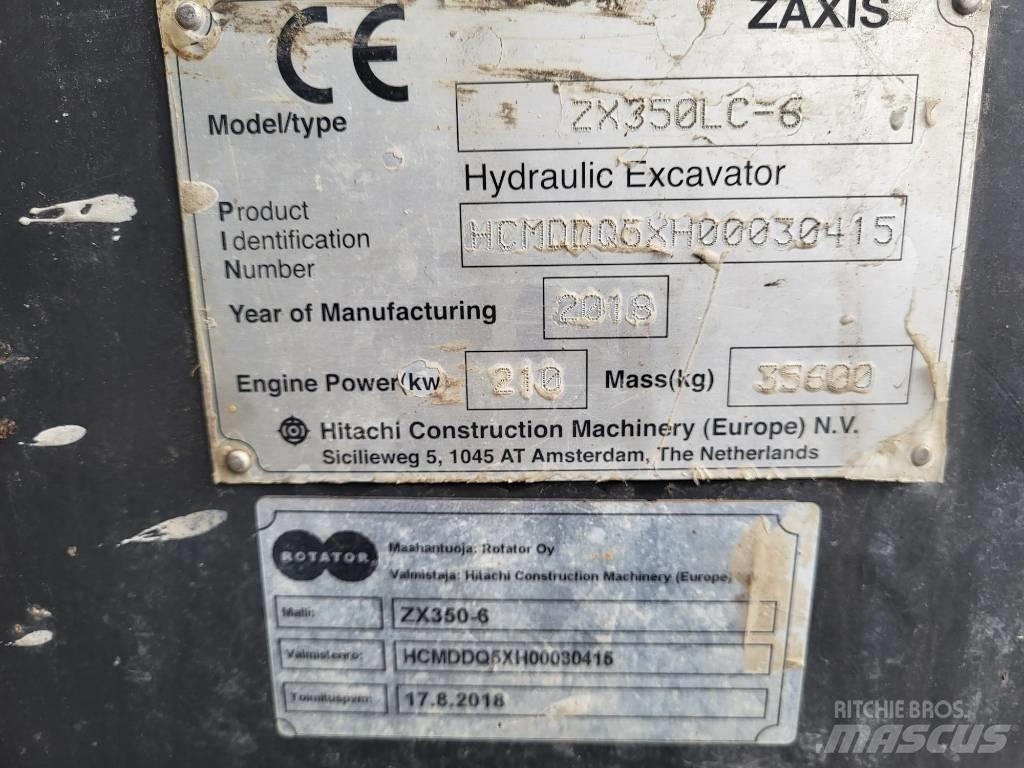 ZAXIS
CE
Model/type ZX350LC-6
Hydraulic Excavator
Product
Identification
Number
HCMDDQ5XH00030415
Year of Manufacturing 2018
Engine Power(kw 210 Mass(kg) 35600
Hitachi Construction Machinery (Europe) N.V.
Sicilieweg 5, 1045 AT Amsterdam, The Netherlands
ROTATOR
Maahantuoja: Rotator Oy
Valmistaja: Hitachi Construction Machinery (Europe)
Malli: ZX350-6
Valmistenro: HCMDDQ5XH00030415
Toimituspvm: 17.8.2018
RITCHIE BROS.
MASCUS